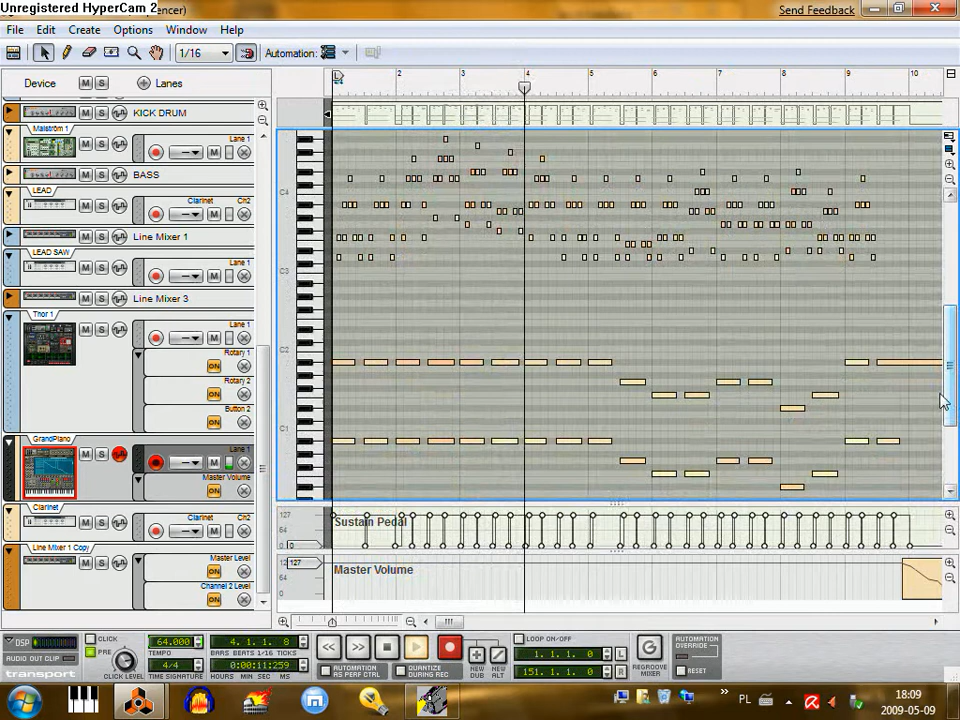 Unregistered HyperCam 2
encer)
Send Feedback
File Edit Create Options Window Help
1/16 Automation:
Device M S Lanes
2 3 4 5 6 7 8 9 10
KICK DRUM
Malström 1
Lane 1
BASS
LEAD
Clarinet Ch2
Line Mixer 1
LEAD SAW
Lane 1
Line Mixer 3
Thor 1
Lane 1
Rotary 1
ON
Rotary 2
ON
Button 2
ON
GrandPiano
Lane 1
Master Volume
ON
Clarinet
Clarinet Ch2
Line Mixer 1 Copy
Master Level
ON
Channel 2 Level
ON
C4
C3
C2
C1
127
64
0
Sustain Pedal
127
127
64
0
Master Volume
DSP
AUDIO OUT CLIP
transport
CLICK
PRE
CLICK LEVEL
64.000
TEMPO
4/4
TIME SIGNATURE
4. 1. 1. 8
BARS BEATS 1/16 TICKS
0:00:11:259
HOURS MIN SEC MS
AUTOMATION
AS PERF CTRL
QUANTIZE
DURING REC
NEW
DUB
NEW
ALT
LOOP ON/OFF
1. 1. 1. 0 L
151. 1. 1. 0 R
REGROOVE
MIXER
AUTOMATION
OVERRIDE
RESET
PL
18:09
2009-05-09